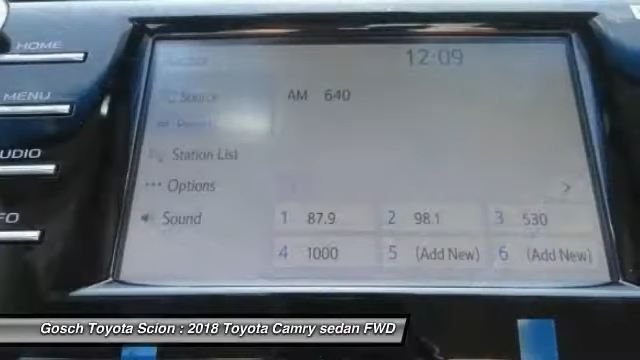 HOME
MENU
UDIO
FO
12:09
Source
AM 640
Station List
Options
Sound
1 87.9
2 98.1
3 530
4 1000
5 (Add New)
6 (Add New)
Gosch Toyota Scion : 2018 Toyota Camry sedan FWD